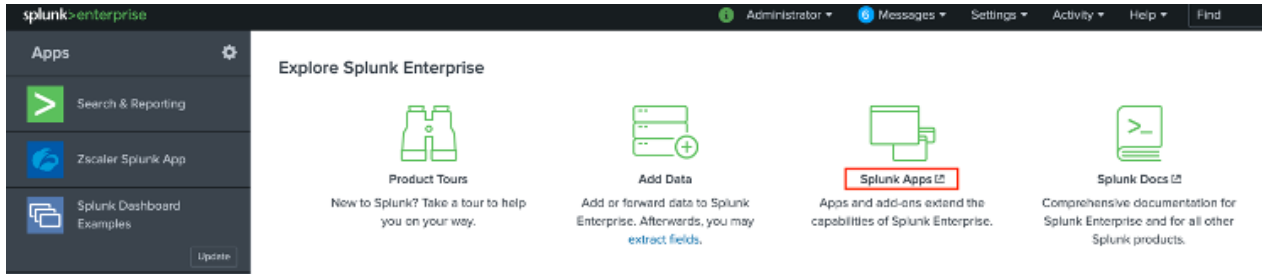 splunk>enterprise
i Administrator 6 Messages Settings Activity Help Find
Apps
Search & Reporting
Zscaler Splunk App
Splunk Dashboard
Examples
Update
Explore Splunk Enterprise
Product Tours
New to Splunk? Take a tour to help
you on your way.
Add Data
Add or forward data to Splunk
Enterprise. Afterwards, you may
extract fields.
Splunk Apps
Apps and add-ons extend the
capabilities of Splunk Enterprise.
Splunk Docs
Comprehensive documentation for
Splunk Enterprise and for all other
Splunk products.